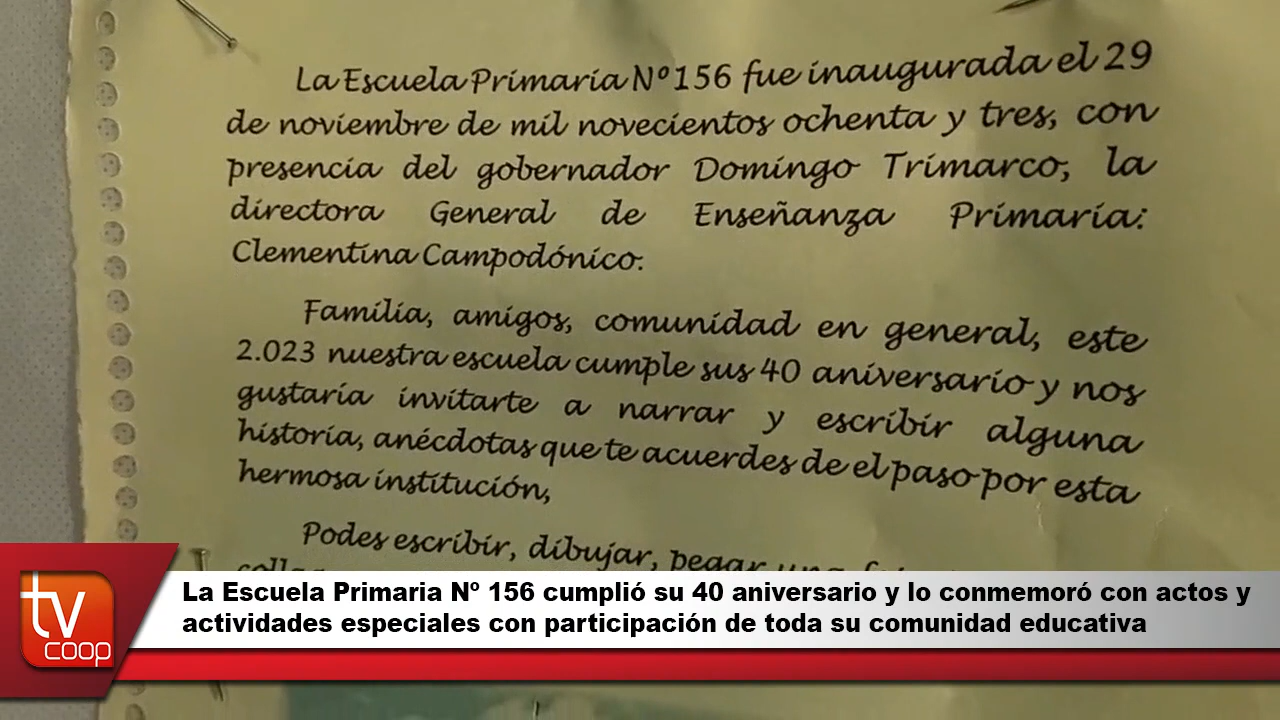 La Escuela Primaria Nº156 fue inaugurada el 29
de noviembre de mil novecientos ochenta y tres, con
presencia del gobernador Domingo Trimarco, la
directora General de Enseñanza Primaria:
Clementina Campodónico.
Familia, amigos, comunidad en general, este
2.023 nuestra escuela cumple sus 40 aniversario y nos
gustaría invitarte a narrar y escribir alguna
historia, anécdotas que te acuerdes de el paso por esta
hermosa institución,
Podes escribir, dibujar, pegar una
La Escuela Primaria Nº 156 cumplió su 40 aniversario y lo conmemoró con actos y
actividades especiales con participación de toda su comunidad educativa
tv
coop